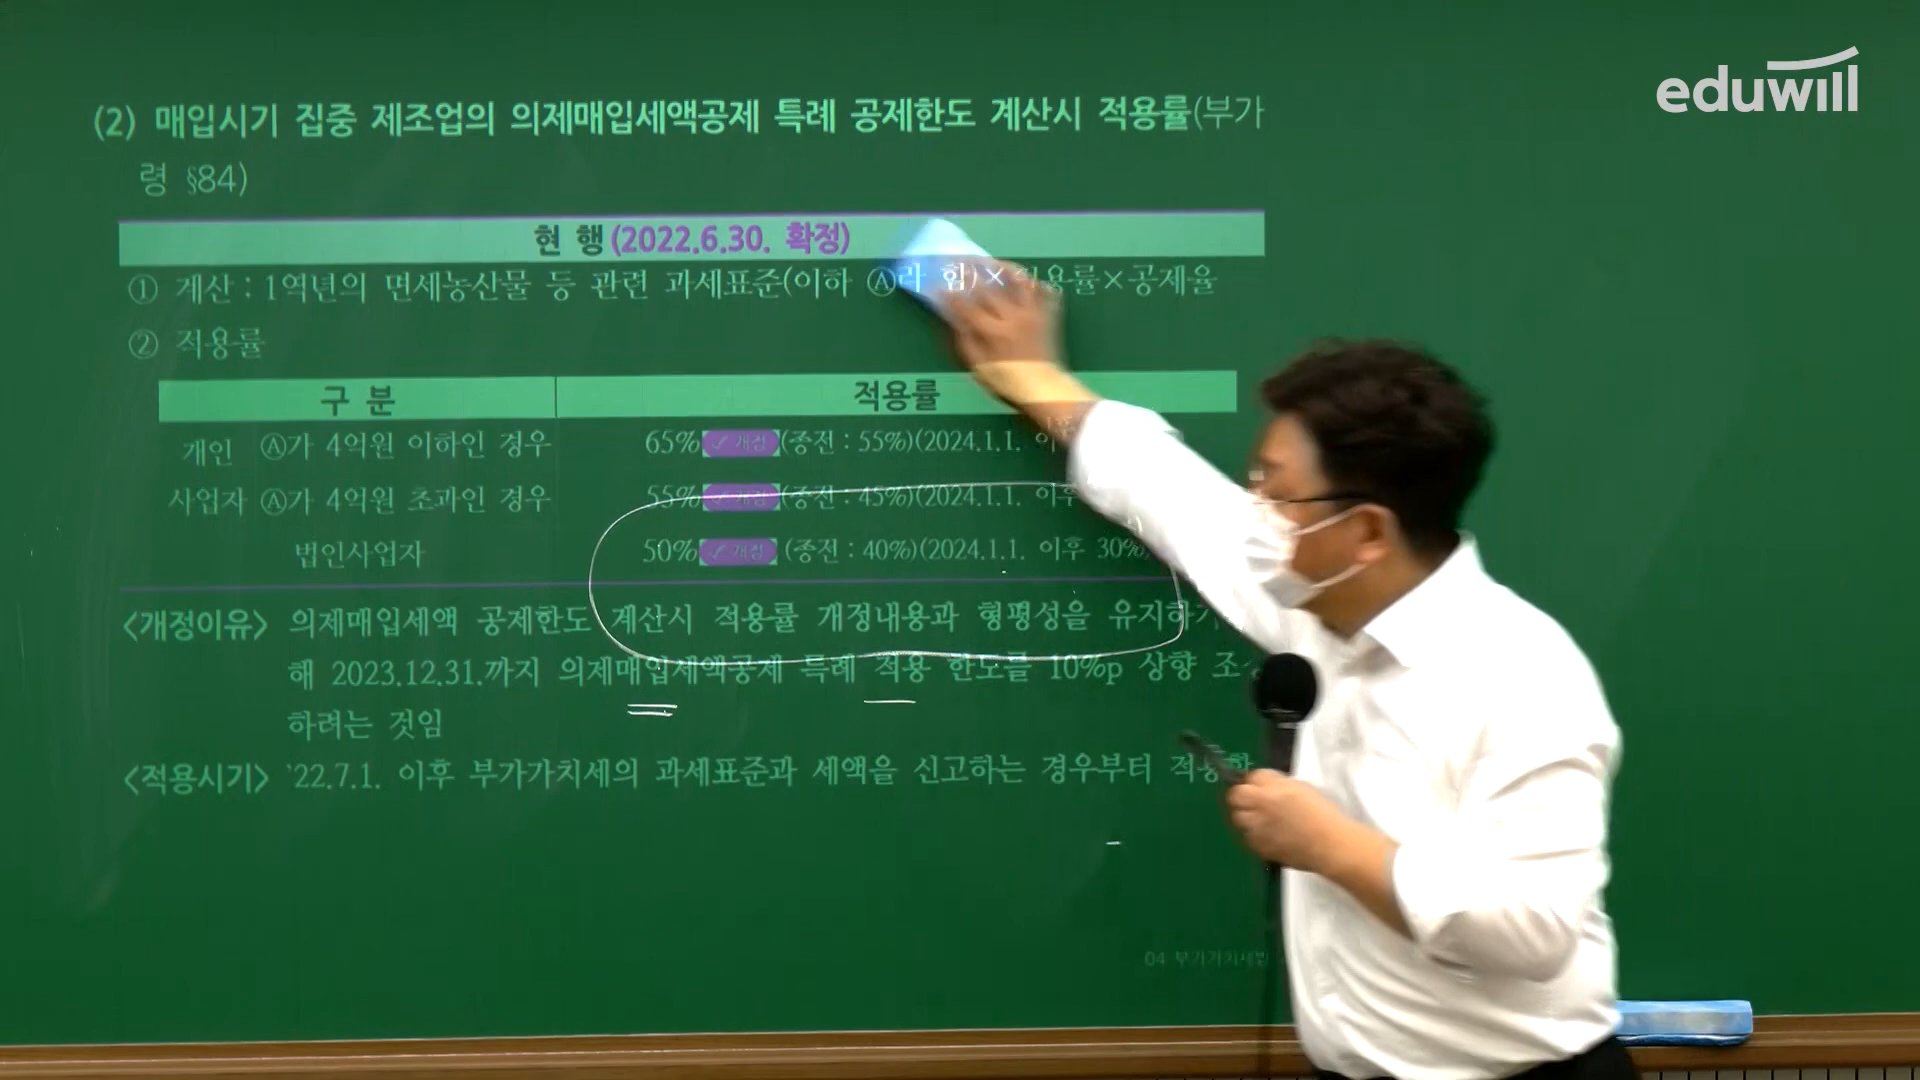 eduwill
(2) 매입시기 집중 제조업의 의제매입세액공제 특례 공제한도 계산시 적용률(부가
령 §84)
현 행(2022.6.30. 확정)
① 계산 : 1역년의 면세농산물 등 관련 과세표준(이하 Ⓐ라 함)×적용률×공제율
② 적용률
구 분 적용률
개인 Ⓐ가 4억원 이하인 경우 65% ✓개정 (종전 : 55%)(2024.1.1.
사업자 Ⓐ가 4억원 초과인 경우 55% ✓개정 (종전 : 45%)(2024.1.1. 이후
법인사업자 50% ✓개정 (종전 : 40%)(2024.1.1. 이후 30%)
<개정이유> 의제매입세액 공제한도 계산시 적용률 개정내용과 형평성을 유지하기
해 2023.12.31.까지 의제매입세액공제 특례 적용 한도를 10%p 상향
하려는 것임
<적용시기> '22.7.1. 이후 부가가치세의 과세표준과 세액을 신고하는 경우부터 적용함
04 부가가치세법